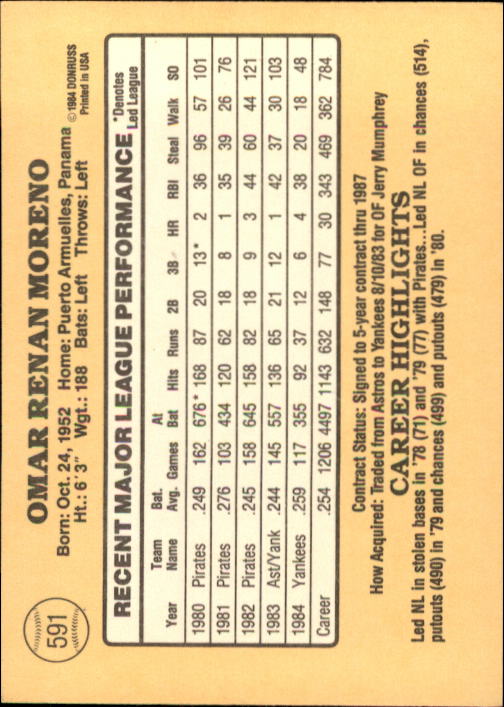 591
OMAR RENAN MORENO
Born: Oct. 24, 1952 Home: Puerto Armuelles, Panama
Ht.: 6' 3" Wgt.: 188 Bats: Left Throws: Left
© 1984 DONRUSS
Printed in USA
RECENT MAJOR LEAGUE PERFORMANCE *Denotes Led League
Year Team Name Bat. Avg. Games At Bat Hits Runs 2B 3B HR RBI Steal Walk SO
1980 Pirates .249 162 676* 168 87 20 13* 2 36 96 57 101
1981 Pirates .276 103 434 120 62 18 8 1 35 39 26 76
1982 Pirates .245 158 645 158 82 18 9 3 44 60 44 121
1983 Ast/Yank .244 145 557 136 65 21 12 1 42 37 30 103
1984 Yankees .259 117 355 92 37 12 6 4 38 20 18 48
Career .254 1206 4497 1143 632 148 77 30 343 469 362 784
Contract Status: Signed to 5-year contract thru 1987
How Acquired: Traded from Astros to Yankees 8/10/83 for OF Jerry Mumphrey
CAREER HIGHLIGHTS
Led NL in stolen bases in '78 (71) and '79 (77) with Pirates...Led NL OF in chances (514),
putouts (490) in '79 and chances (499) and putouts (479) in '80.